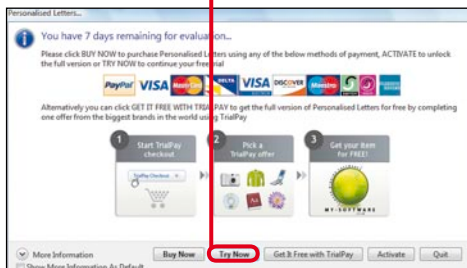 Personalised Letters...
You have 7 days remaining for evaluation...
Please click BUY NOW to purchase Personalised Letters using any of the below methods of payment, ACTIVATE to unlock
the full version or TRY NOW to continue your free trial
PayPal VISA MasterCard DELTA VISA DISCOVER Maestro
Alternatively you can click GET IT FREE WITH TRIALPAY to get the full version of Personalised Letters for free by completing
one offer from the biggest brands in the world using TrialPay
1 2 3
Start TrialPay checkout
Pick a TrialPay offer
Get your item for FREE!
TrialPay Checkout
MY-SOFTWARE
More Information Buy Now Try Now Get It Free with TrialPay Activate Quit
Show More Information As Default